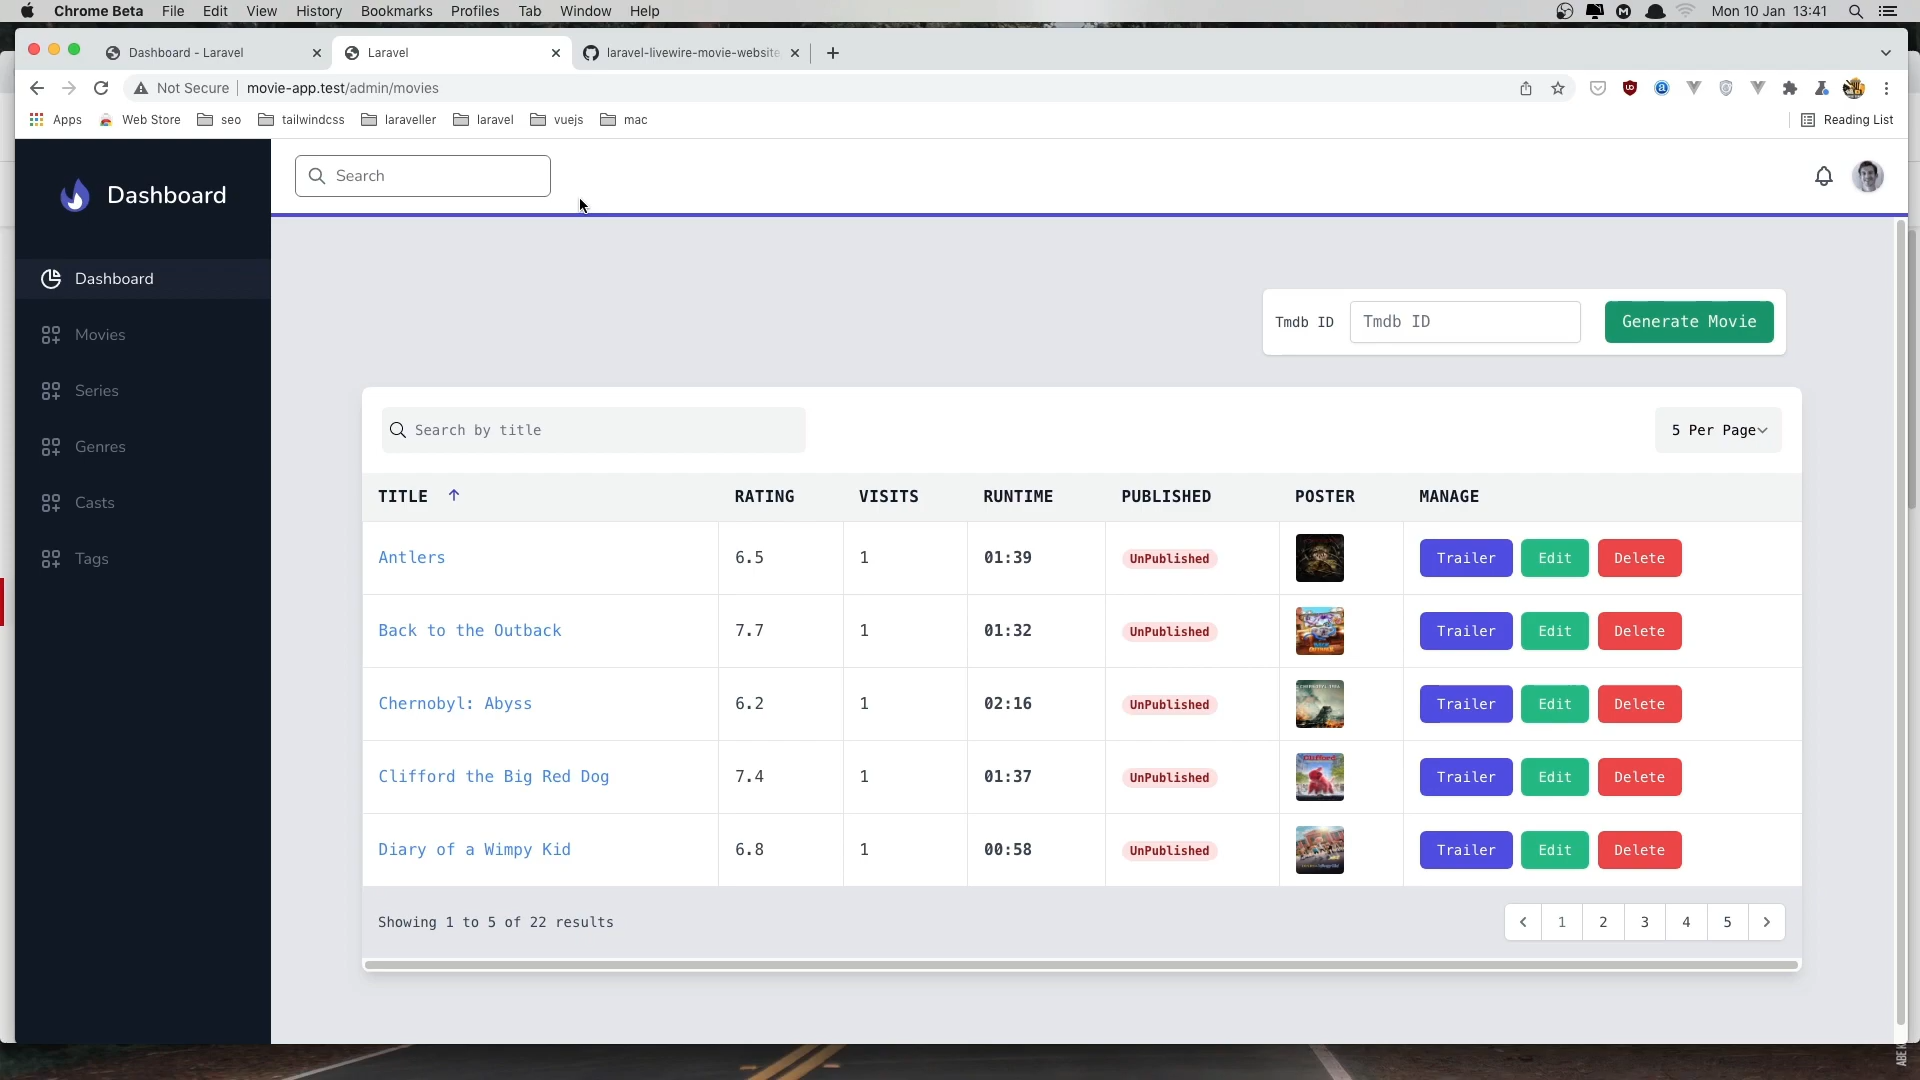 Chrome Beta File Edit View History Bookmarks Profiles Tab Window Help Mon 10 Jan 13:41
Dashboard - Laravel Laravel laravel-livewire-movie-website
Not Secure movie-app.test/admin/movies
Apps Web Store seo tailwindcss laraveller laravel vuejs mac Reading List
Dashboard
Search
Dashboard
Movies
Series
Genres
Casts
Tags
Tmdb ID Tmdb ID Generate Movie
Search by title 5 Per Page
TITLE RATING VISITS RUNTIME PUBLISHED POSTER MANAGE
Antlers 6.5 1 01:39 UnPublished Trailer Edit Delete
Back to the Outback 7.7 1 01:32 UnPublished Trailer Edit Delete
Chernobyl: Abyss 6.2 1 02:16 UnPublished Trailer Edit Delete
Clifford the Big Red Dog 7.4 1 01:37 UnPublished Trailer Edit Delete
Diary of a Wimpy Kid 6.8 1 00:58 UnPublished Trailer Edit Delete
Showing 1 to 5 of 22 results 1 2 3 4 5